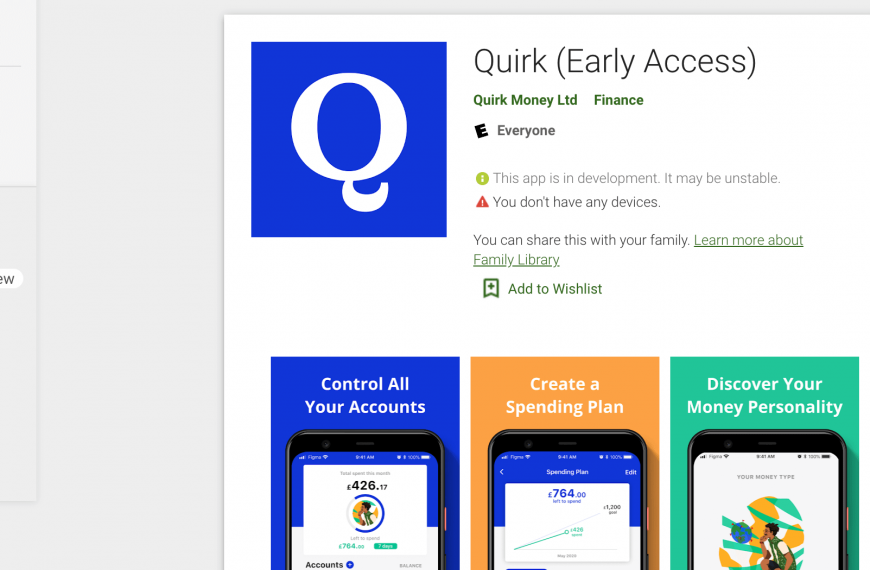 Q
Quirk (Early Access)
Quirk Money Ltd Finance
E Everyone
This app is in development. It may be unstable.
You don't have any devices.
You can share this with your family. Learn more about
Family Library
Add to Wishlist
ew
Control All
Your Accounts
Figma 9:41 AM 100%
Total spent this month
£426.17
Left to spend
£764.00 7 days
Accounts
BALANCE
Create a
Spending Plan
Figma 9:41 AM 100%
Spending Plan Edit
£764.00
left to spend
£1,200
goal
£426
spent
May 2020
Discover Your
Money Personality
Figma 9:41 AM 100%
YOUR MONEY TYPE